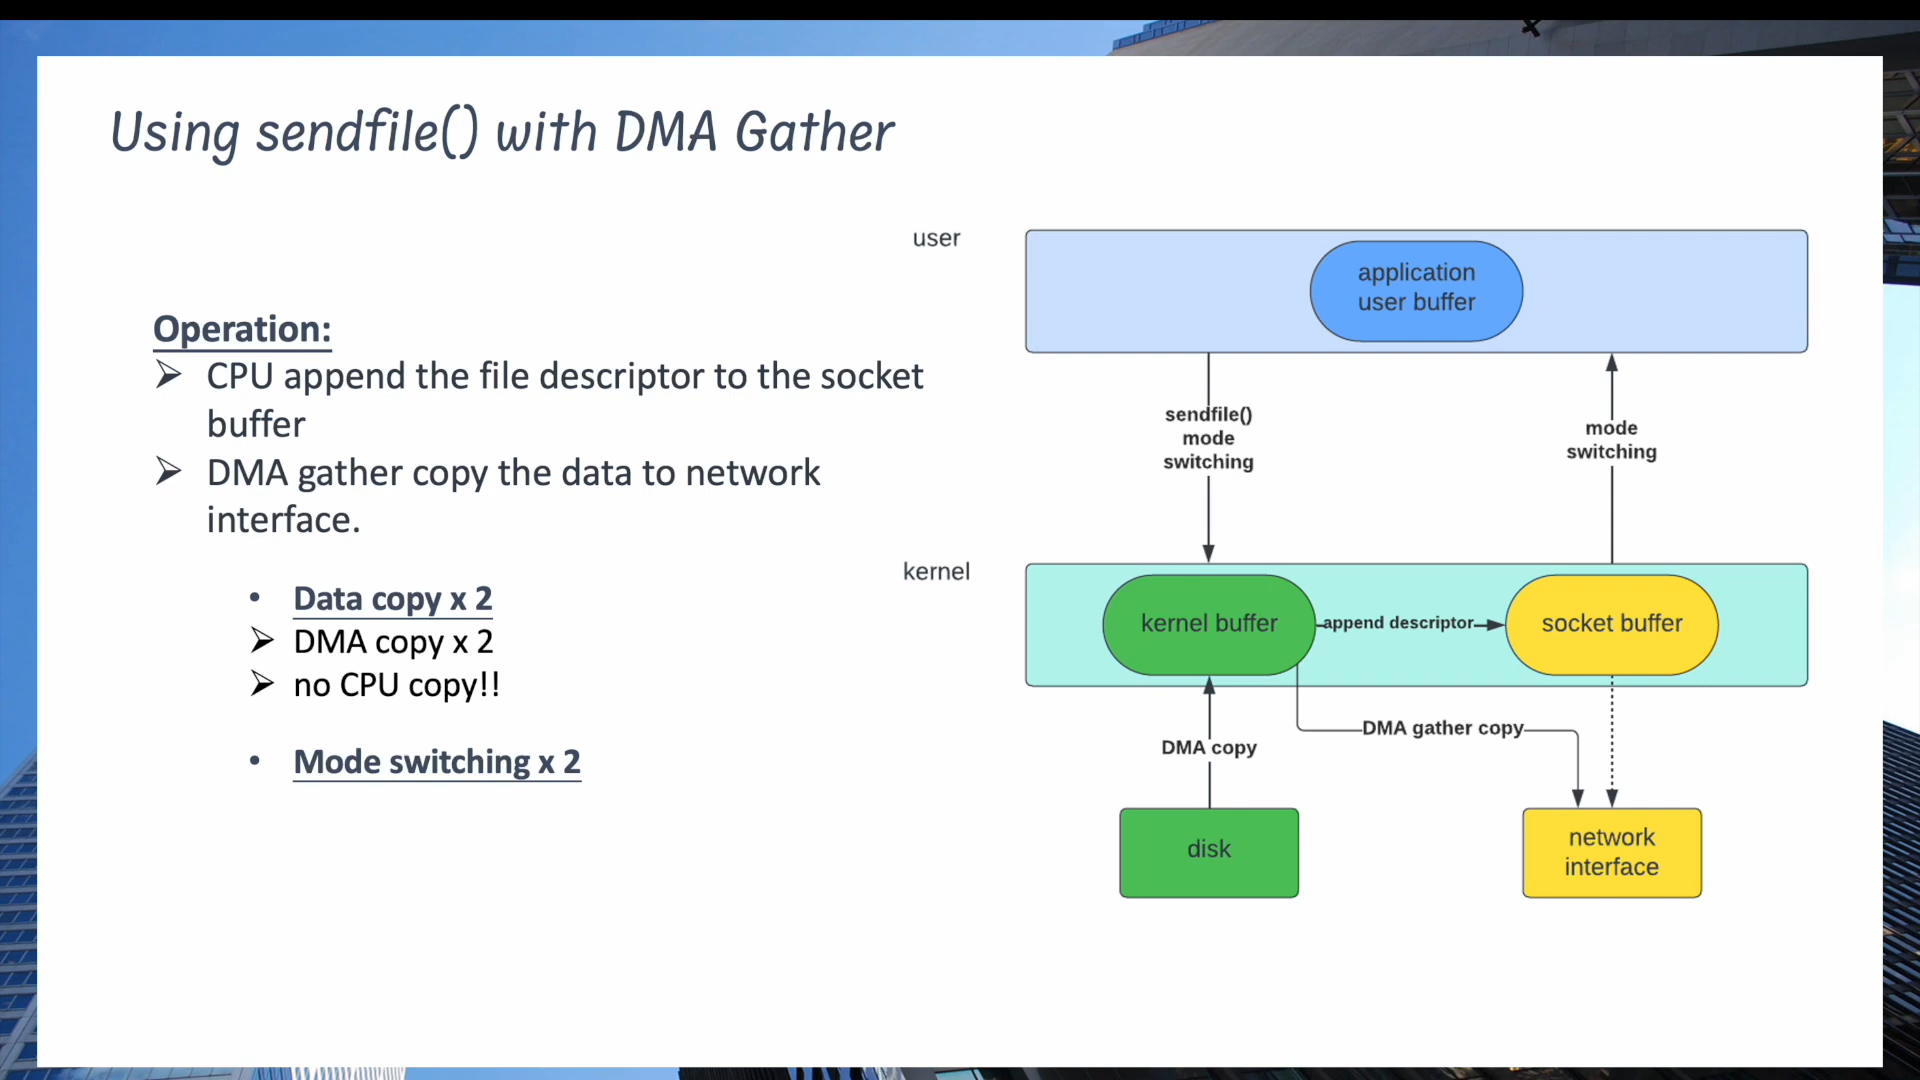 Using sendfile() with DMA Gather
Operation:
➢ CPU append the file descriptor to the socket
buffer
➢ DMA gather copy the data to network
interface.
• Data copy x 2
➢ DMA copy x 2
➢ no CPU copy!!
• Mode switching x 2
user
application
user buffer
sendfile()
mode
switching
mode
switching
kernel
kernel buffer
append descriptor
socket buffer
DMA copy
DMA gather copy
disk
network
interface